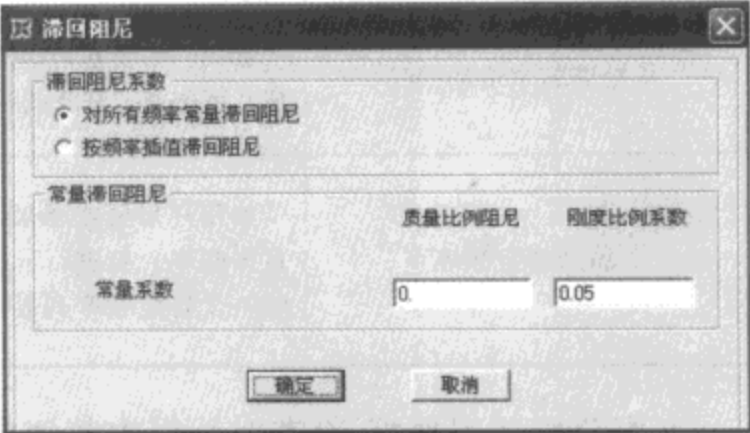 滞回阻尼
滞回阻尼系数
对所有频率常量滞回阻尼
按频率插值滞回阻尼
常量滞回阻尼
质量比例阻尼 刚度比例系数
常量系数 0. 0.05
确定 取消